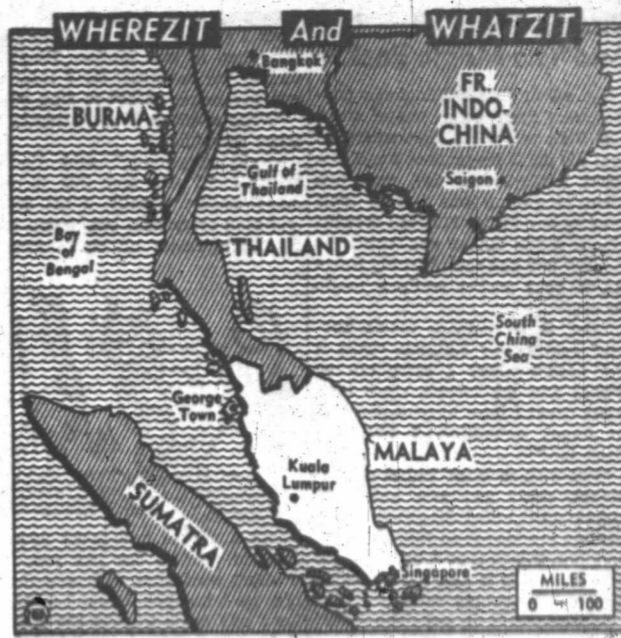 WHEREZIT And WHATZIT
Bangkok
FR.
INDO-
CHINA
BURMA
Gulf of
Thailand
Saigon
Bay
of
Bengal
THAILAND
South
China
Sea
George
Town
MALAYA
Kuala
Lumpur
SUMATRA
Singapore
MILES
0 100